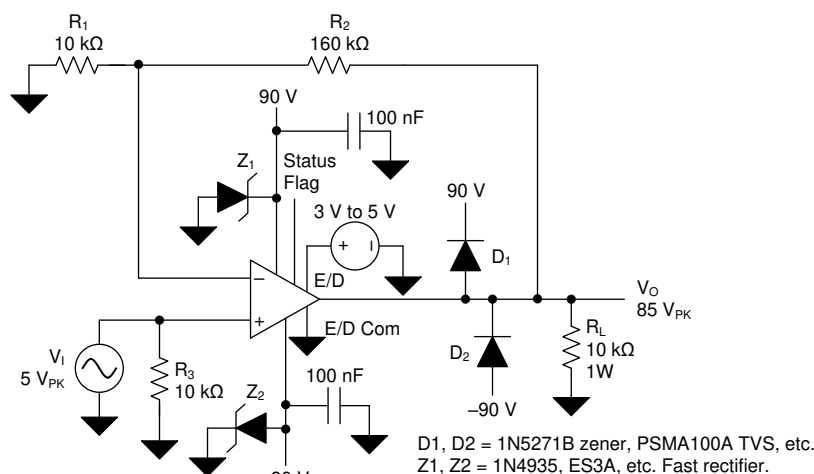 R1
10 kΩ
R2
160 kΩ
90 V
100 nF
Z1
Status
Flag
3 V to 5 V
90 V
+
I
D1
E/D
−
+
E/D Com
VO
85 VPK
VI
5 VPK
R3
10 kΩ
D2
RL
10 kΩ
1W
100 nF
Z2
–90 V
D1, D2 = 1N5271B zener, PSMA100A TVS, etc.
Z1, Z2 = 1N4935, ES3A, etc. Fast rectifier.